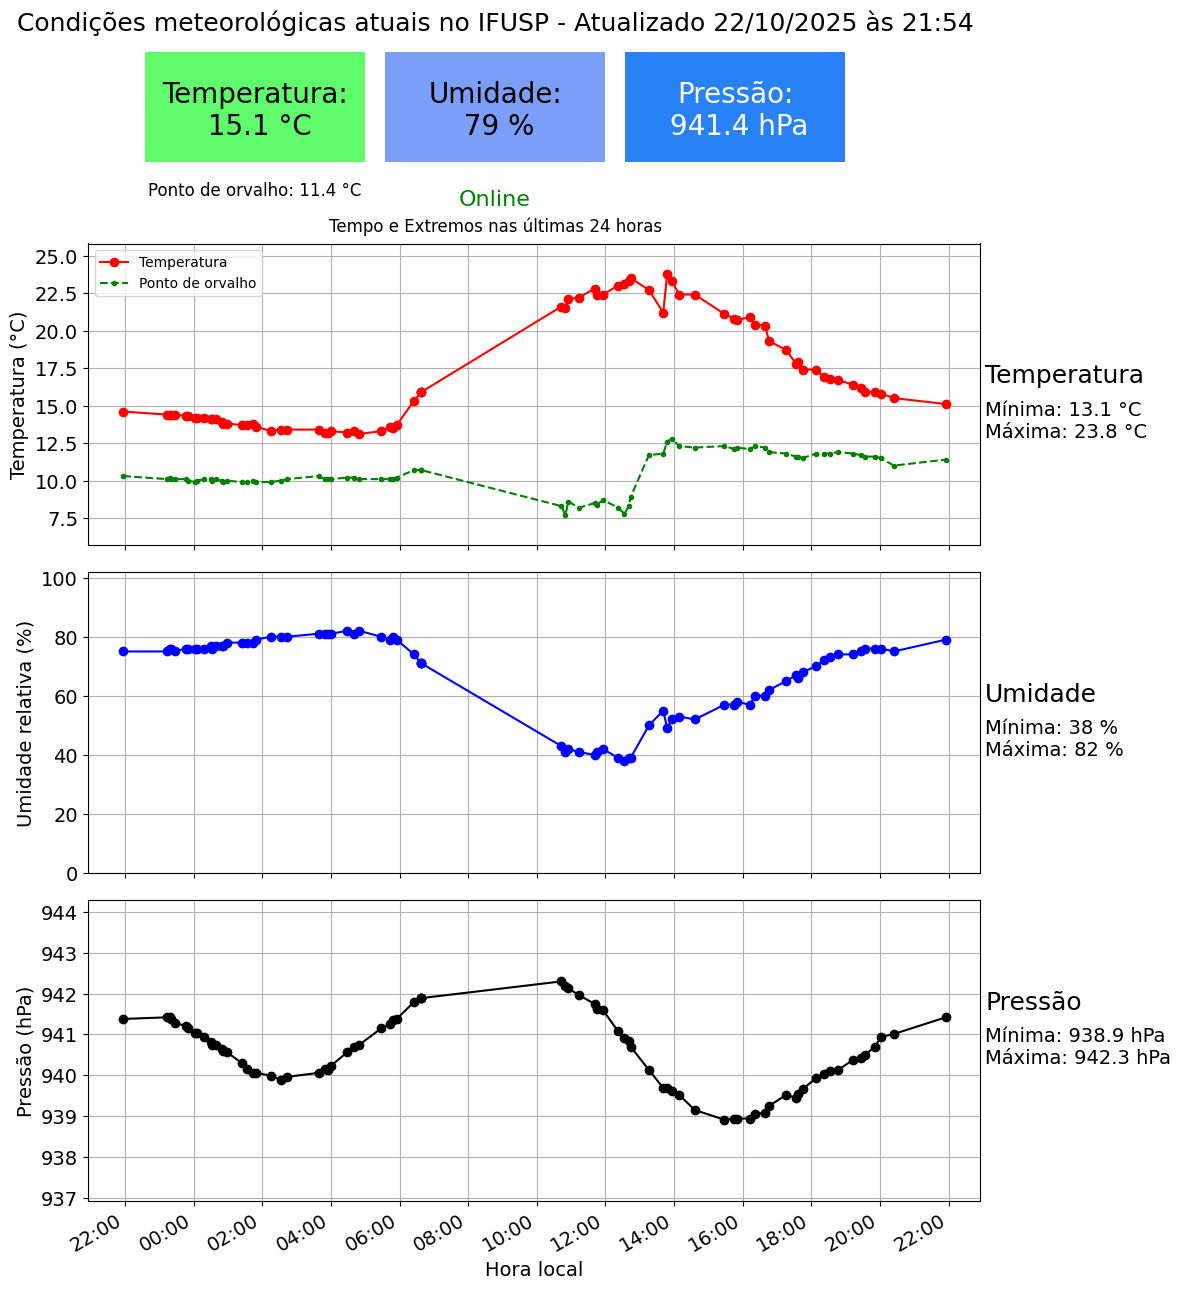 Condições meteorológicas atuais no IFUSP - Atualizado 22/10/2025 às 21:54
Temperatura:
15.1 °C
Umidade:
79 %
Pressão:
941.4 hPa
Ponto de orvalho: 11.4 °C
Online
Tempo e Extremos nas últimas 24 horas
Temperatura (°C)
25.0
22.5
20.0
17.5
15.0
12.5
10.0
7.5
Temperatura
Ponto de orvalho
Temperatura
Mínima: 13.1 °C
Máxima: 23.8 °C
Umidade relativa (%)
100
80
60
40
20
0
Umidade
Mínima: 38 %
Máxima: 82 %
Pressão (hPa)
944
943
942
941
940
939
938
937
Pressão
Mínima: 938.9 hPa
Máxima: 942.3 hPa
22:00
00:00
02:00
04:00
06:00
08:00
10:00
12:00
14:00
16:00
18:00
20:00
22:00
Hora local